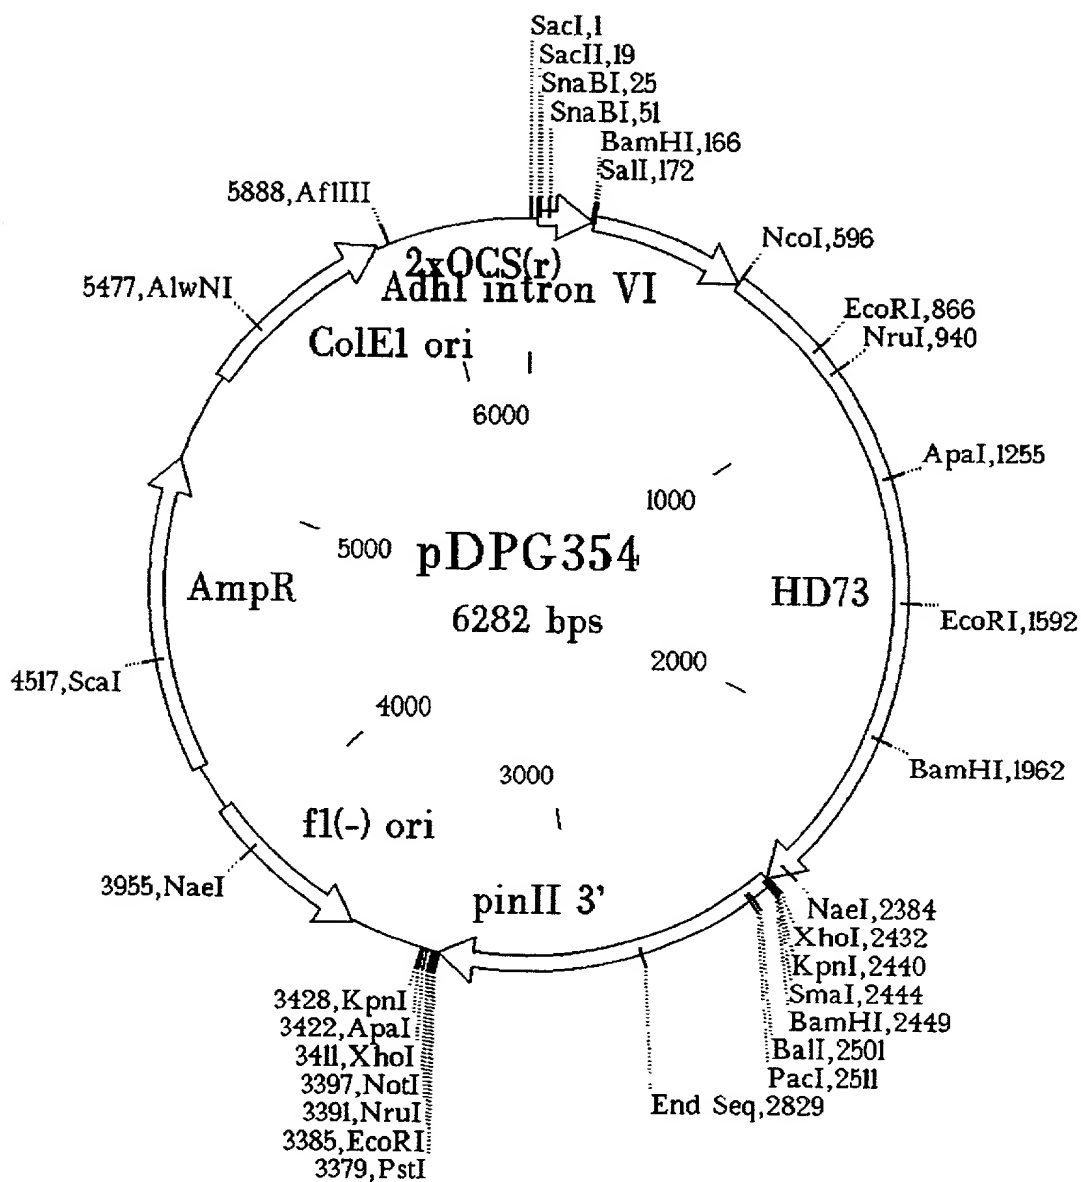 SacI,1
SacII,19
SnaBI,25
SnaBI,51
BamHI,166
SalI,172
5888,AflIII
NcoI,596
2xOCS(r)
AdhI intron VI
5477,AlwNI
EcoRI,866
NruI,940
ColE1 ori
6000
ApaI,1255
1000
5000
pDPG354
AmpR
HD73
6282 bps
EcoRI,1592
2000
4517,ScaI
4000
BamHI,1962
3000
f1(-) ori
3955,NaeI
pinII 3'
NaeI,2384
XhoI,2432
KpnI,2440
SmaI,2444
BamHI,2449
BalI,2501
PacI,2511
End Seq,2829
3428,KpnI
3422,ApaI
3411,XhoI
3397,NotI
3391,NruI
3385,EcoRI
3379,PstI